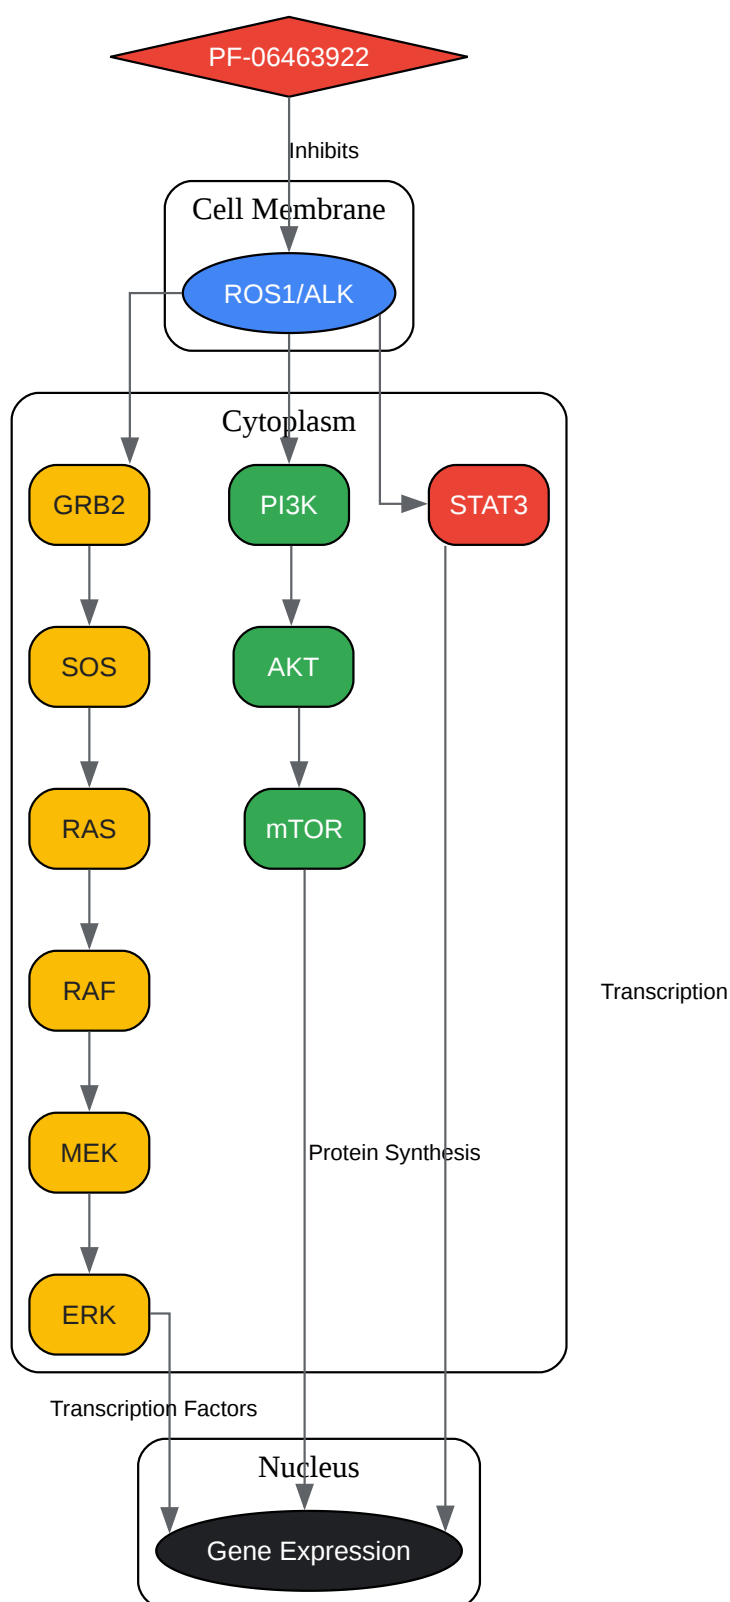 PF-06463922
Inhibits
Cell Membrane
ROS1/ALK
Cytoplasm
GRB2
PI3K
STAT3
SOS
AKT
RAS
mTOR
RAF
Transcription
MEK
Protein Synthesis
ERK
Transcription Factors
Nucleus
Gene Expression